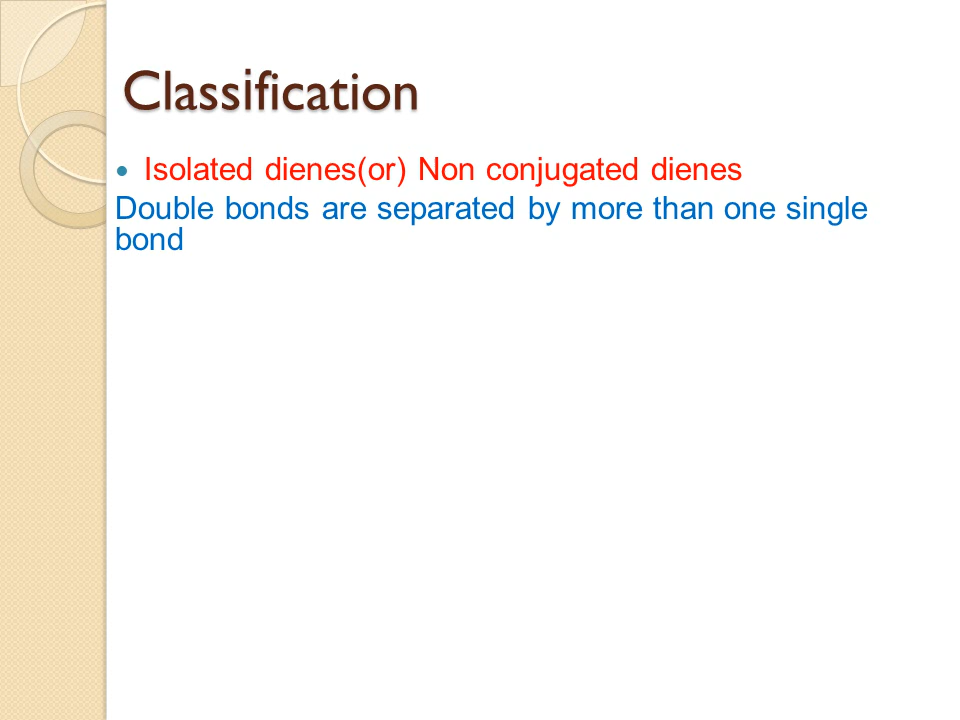 Classification
• Isolated dienes(or) Non conjugated dienes
Double bonds are separated by more than one single
bond